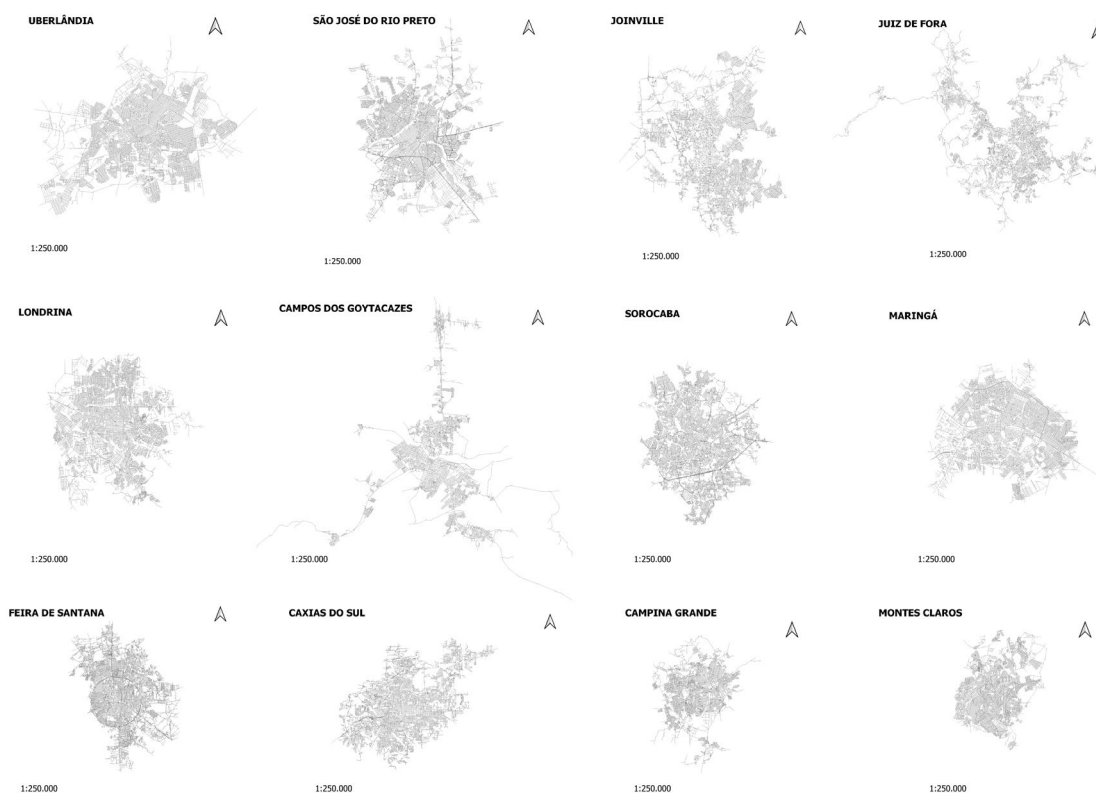 UBERLÂNDIA
SÃO JOSÉ DO RIO PRETO
JOINVILLE
JUIZ DE FORA
1:250.000
1:250.000
1:250.000
1:250.000
LONDRINA
CAMPOS DOS GOYTACAZES
SOROCABA
MARINGÁ
1:250.000
1:250.000
1:250.000
1:250.000
FEIRA DE SANTANA
CAXIAS DO SUL
CAMPINA GRANDE
MONTES CLAROS
1:250.000
1:250.000
1:250.000
1:250.000